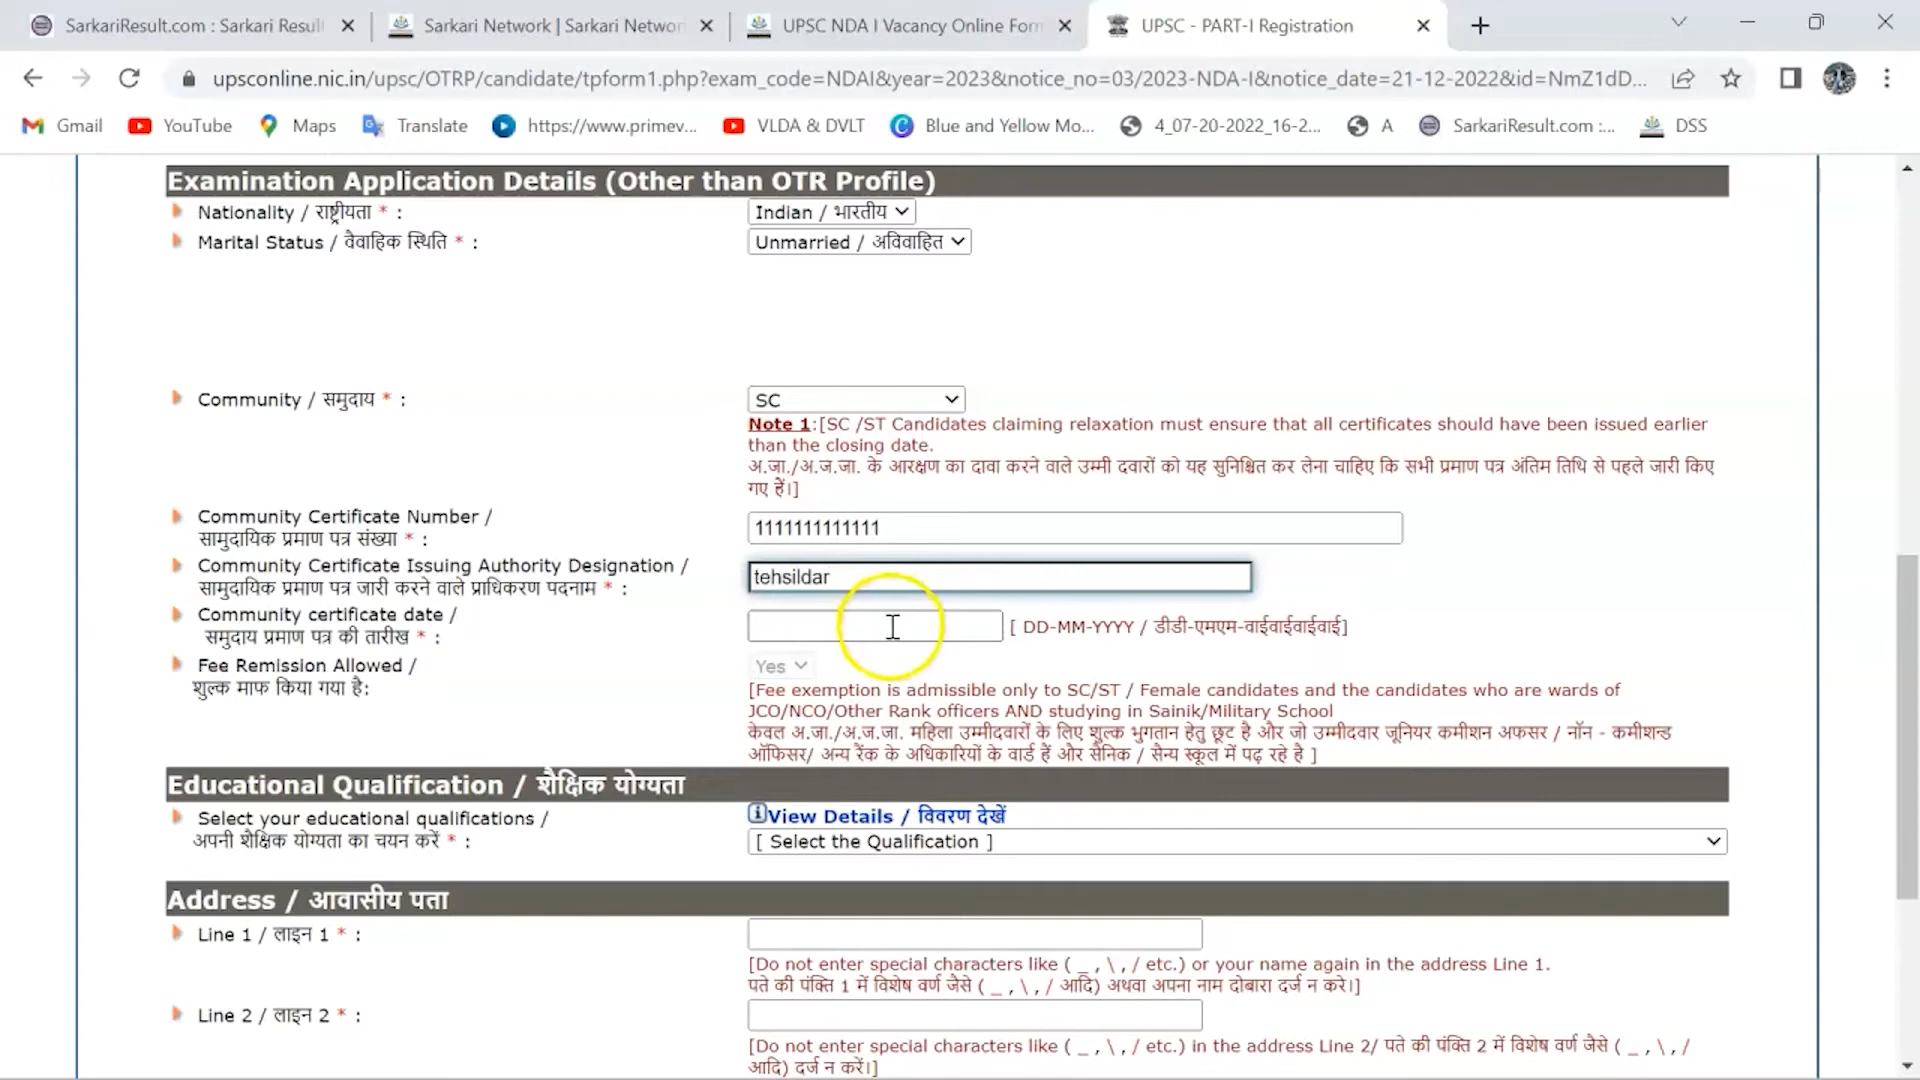 SarkariResult.com : Sarkari Resul
Sarkari Network | Sarkari Networ
UPSC NDA I Vacancy Online Form
UPSC - PART-I Registration
upsconline.nic.in/upsc/OTRP/candidate/tpform1.php?exam_code=NDAI&year=2023&notice_no=03/2023-NDA-I&notice_date=21-12-2022&id=NmZ1dD...
Gmail YouTube Maps Translate https://www.primev... VLDA & DVLT Blue and Yellow Mo... 4_07-20-2022_16-2... A SarkariResult.com :... DSS
Examination Application Details (Other than OTR Profile)
Nationality / राष्ट्रीयता * : Indian / भारतीय
Marital Status / वैवाहिक स्थिति * : Unmarried / अविवाहित
Community / समुदाय * : SC
Note 1:[SC /ST Candidates claiming relaxation must ensure that all certificates should have been issued earlier
than the closing date.
अ.जा./अ.ज.जा. के आरक्षण का दावा करने वाले उम्मी दवारों को यह सुनिश्चित कर लेना चाहिए कि सभी प्रमाण पत्र अंतिम तिथि से पहले जारी किए
गए हैं।]
Community Certificate Number /
सामुदायिक प्रमाण पत्र संख्या * : 1111111111111
Community Certificate Issuing Authority Designation /
सामुदायिक प्रमाण पत्र जारी करने वाले प्राधिकरण पदनाम * : tehsildar
Community certificate date /
समुदाय प्रमाण पत्र की तारीख * : [ DD-MM-YYYY / डीडी-एमएम-वाईवाईवाईवाई]
Fee Remission Allowed /
शुल्क माफ किया गया है: Yes
[Fee exemption is admissible only to SC/ST / Female candidates and the candidates who are wards of
JCO/NCO/Other Rank officers AND studying in Sainik/Military School
केवल अ.जा./अ.ज.जा. महिला उम्मीदवारों के लिए शुल्क भुगतान हेतु छूट है और जो उम्मीदवार जूनियर कमीशन अफसर / नॉन - कमीशन्ड
ऑफिसर/ अन्य रैंक के अधिकारियों के वार्ड हैं और सैनिक / सैन्य स्कूल में पढ़ रहे है ]
Educational Qualification / शैक्षिक योग्यता
Select your educational qualifications / View Details / विवरण देखें
अपनी शैक्षिक योग्यता का चयन करें * : [ Select the Qualification ]
Address / आवासीय पता
Line 1 / लाइन 1 * :
[Do not enter special characters like ( _ , \ , / etc.) or your name again in the address Line 1.
पते की पंक्ति 1 में विशेष वर्ण जैसे ( _ , \ , / आदि) अथवा अपना नाम दोबारा दर्ज न करे।]
Line 2 / लाइन 2 * :
[Do not enter special characters like ( _ , \ , / etc.) in the address Line 2/ पते की पंक्ति 2 में विशेष वर्ण जैसे ( _ , \ , /
आदि) दर्ज न करें।]